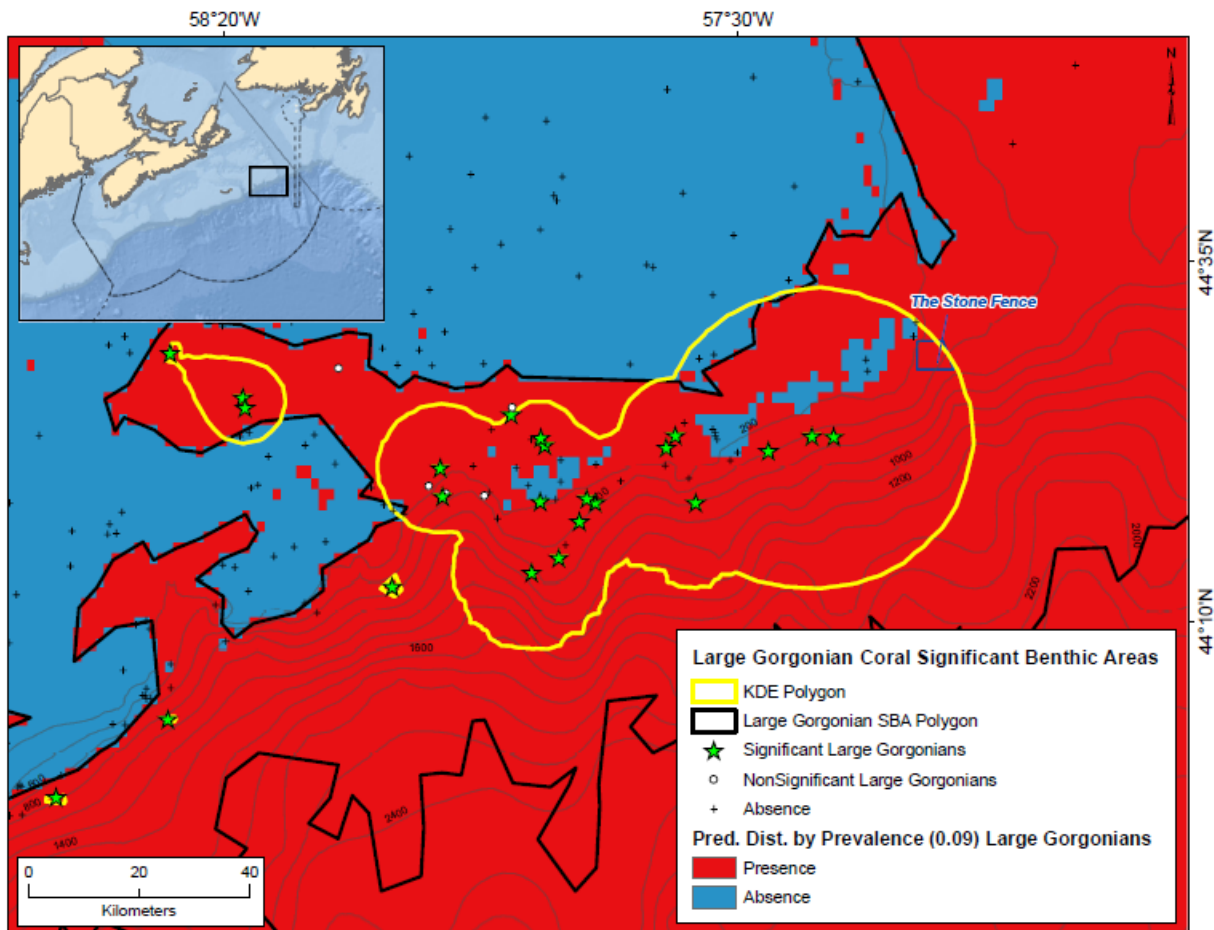 58°20'W
57°30'W
N
44°35'N
The Stone Fence
200
1000
1200
2000
2200
44°10'N
800
800
1400
2400
Large Gorgonian Coral Significant Benthic Areas
KDE Polygon
Large Gorgonian SBA Polygon
Significant Large Gorgonians
NonSignificant Large Gorgonians
Absence
Pred. Dist. by Prevalence (0.09) Large Gorgonians
Presence
Absence
0 20 40
Kilometers